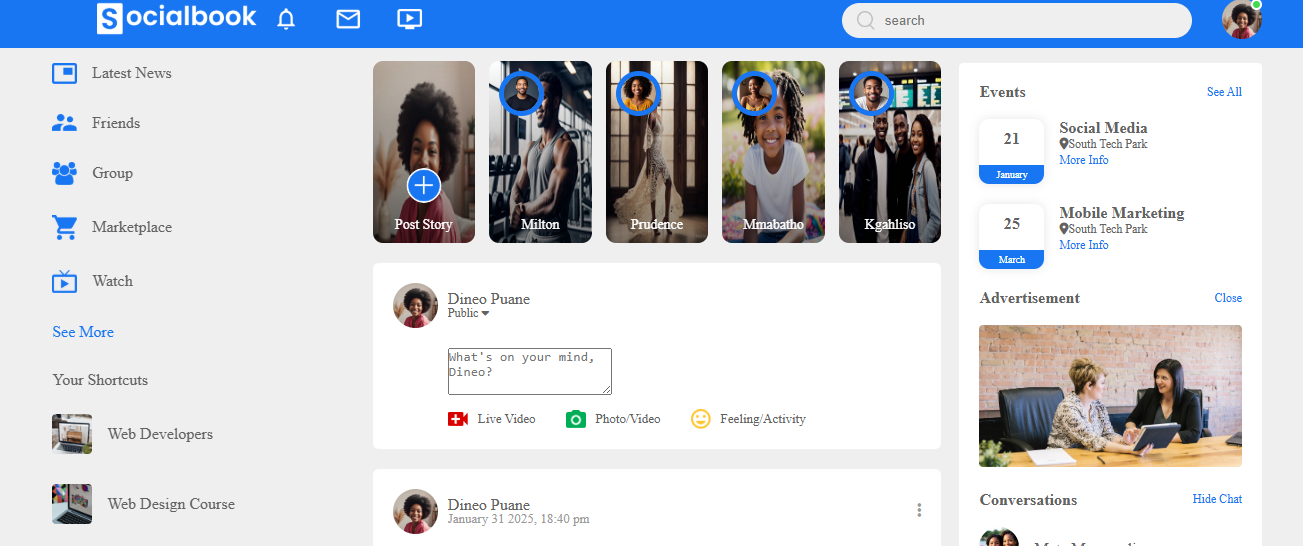 Socialbook
search
Latest News
Friends
Group
Marketplace
Watch
See More
Your Shortcuts
Web Developers
Web Design Course
Post Story
Milton
Prudence
Mmabatho
Kgahliso
Dineo Puane
Public
What's on your mind,
Dineo?
Live Video
Photo/Video
Feeling/Activity
Dineo Puane
January 31 2025, 18:40 pm
Events
See All
21
January
Social Media
South Tech Park
More Info
25
March
Mobile Marketing
South Tech Park
More Info
Advertisement
Close
Conversations
Hide Chat